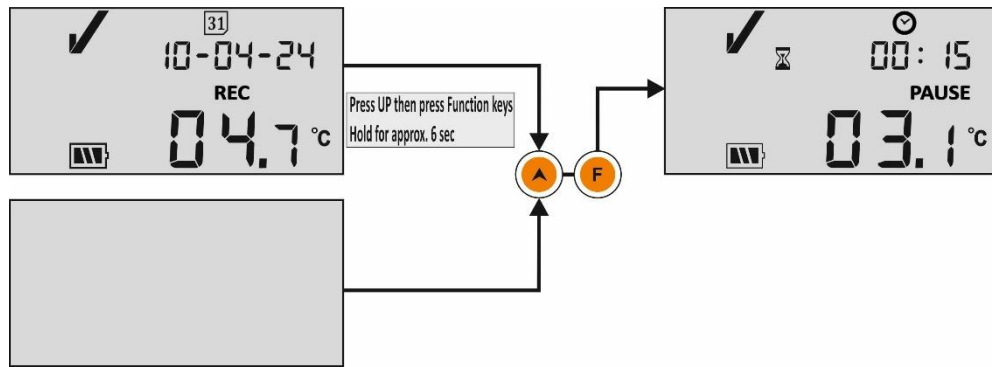 31
10-04-24
REC
04.7 °C
Press UP then press Function keys
Hold for approx. 6 sec
F
00:15
PAUSE
03.1 °C